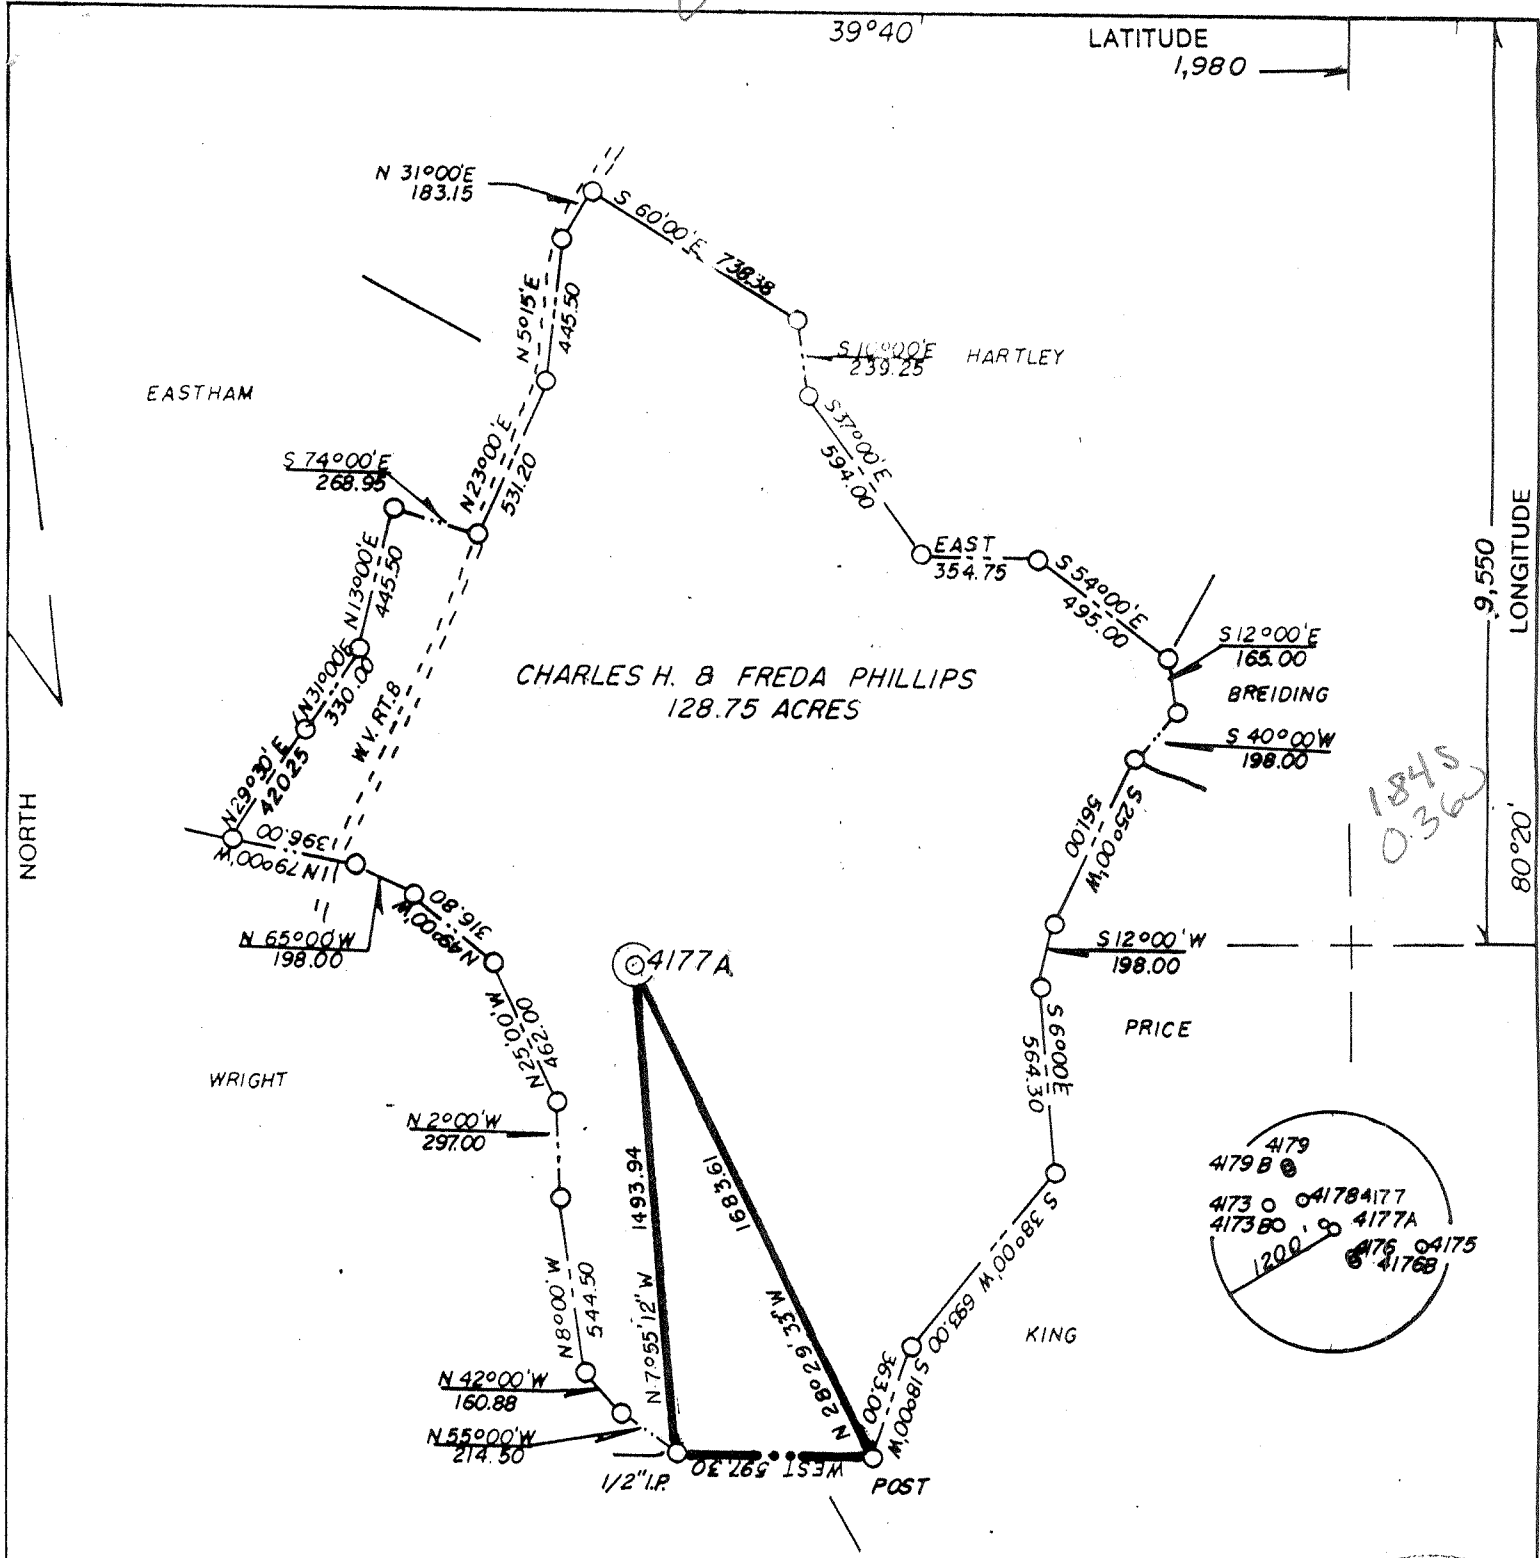 39°40'
LATITUDE
1,980
N 31°00'E
183.15
S 60°00'E 738.38
N 5°15'E
445.50
S 10°00'E
239.25
HARTLEY
EASTHAM
S 37°00'E
594.00
S 74°00'E
268.95
N 23°00'E
531.20
N 13°00'E
445.50
EAST
354.75
S 54°00'E
495.00
9,550
LONGITUDE
80°20'
S 12°00'E
165.00
BREIDING
N 31°00'E
330.00
CHARLES H. & FREDA PHILLIPS
128.75 ACRES
W.V. RT. 8
S 40°00'W
198.00
1845
0.36
N 29°30'E
420.25
NORTH
S 25°00'W
561.00
N 79°00'W
396.00
N 65°00'W
198.00
N 49°00'W
316.80
4177A
S 12°00'W
198.00
N 25°00'W
462.00
PRICE
S 6°00'E
564.30
WRIGHT
N 2°00'W
297.00
4179
4179 B
4173
4178
4177
4173 B
4177A
4176
4175
4176B
1200'
1493.94
N 7°55'12" W
1683.61
N 28°29'33"W
S 38°00'W 693.00
KING
N 8°00'W
544.50
S 18°00'W
363.00
N 42°00'W
160.88
N 55°00'W
214.50
1/2" I.P.
WEST 597.30
POST